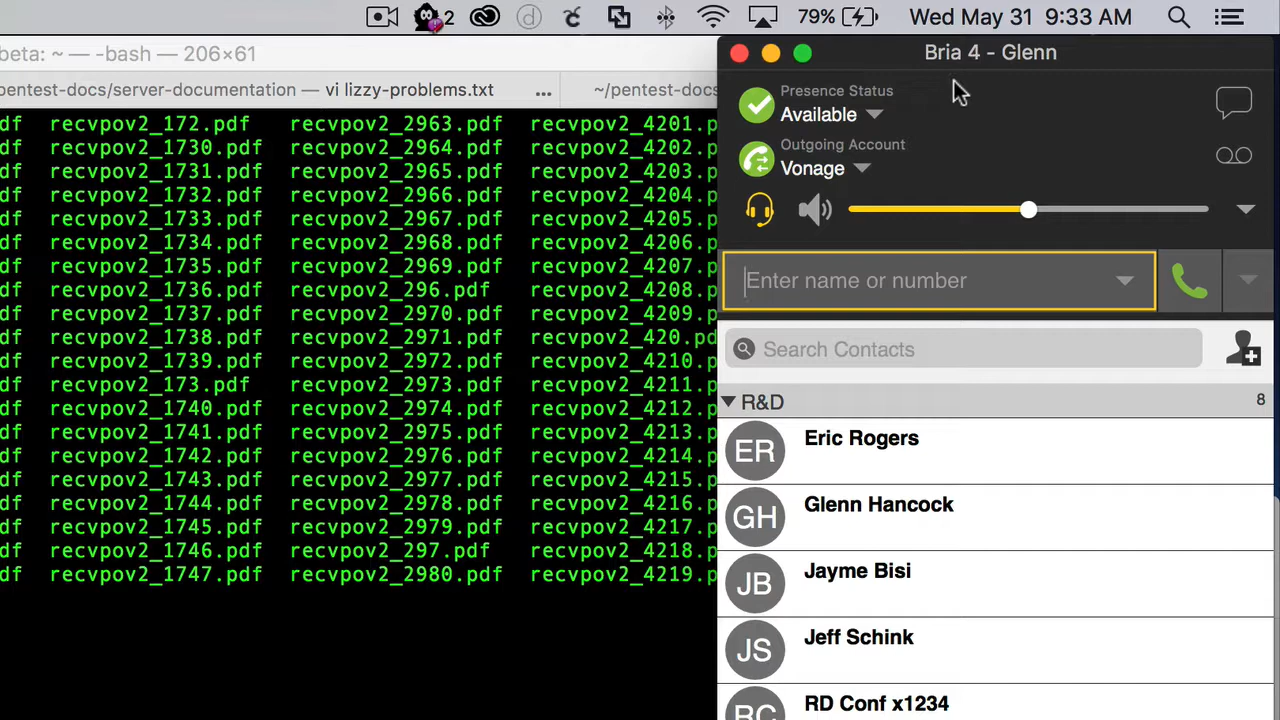 2 79% Wed May 31 9:33 AM
beta: ~ — -bash — 206×61
Bria 4 - Glenn
pentest-docs/server-documentation — vi lizzy-problems.txt ... ~/pentest-docs
Presence Status
Available
Outgoing Account
Vonage
Enter name or number
Search Contacts
R&D 8
ER Eric Rogers
GH Glenn Hancock
JB Jayme Bisi
JS Jeff Schink
RC RD Conf x1234
df recvpov2_172.pdf recvpov2_2963.pdf recvpov2_4201.p
df recvpov2_1730.pdf recvpov2_2964.pdf recvpov2_4202.p
df recvpov2_1731.pdf recvpov2_2965.pdf recvpov2_4203.p
df recvpov2_1732.pdf recvpov2_2966.pdf recvpov2_4204.p
df recvpov2_1733.pdf recvpov2_2967.pdf recvpov2_4205.p
df recvpov2_1734.pdf recvpov2_2968.pdf recvpov2_4206.p
df recvpov2_1735.pdf recvpov2_2969.pdf recvpov2_4207.p
df recvpov2_1736.pdf recvpov2_296.pdf recvpov2_4208.p
df recvpov2_1737.pdf recvpov2_2970.pdf recvpov2_4209.p
df recvpov2_1738.pdf recvpov2_2971.pdf recvpov2_420.pd
df recvpov2_1739.pdf recvpov2_2972.pdf recvpov2_4210.p
df recvpov2_173.pdf recvpov2_2973.pdf recvpov2_4211.p
df recvpov2_1740.pdf recvpov2_2974.pdf recvpov2_4212.p
df recvpov2_1741.pdf recvpov2_2975.pdf recvpov2_4213.p
df recvpov2_1742.pdf recvpov2_2976.pdf recvpov2_4214.p
df recvpov2_1743.pdf recvpov2_2977.pdf recvpov2_4215.p
df recvpov2_1744.pdf recvpov2_2978.pdf recvpov2_4216.p
df recvpov2_1745.pdf recvpov2_2979.pdf recvpov2_4217.p
df recvpov2_1746.pdf recvpov2_297.pdf recvpov2_4218.p
df recvpov2_1747.pdf recvpov2_2980.pdf recvpov2_4219.p